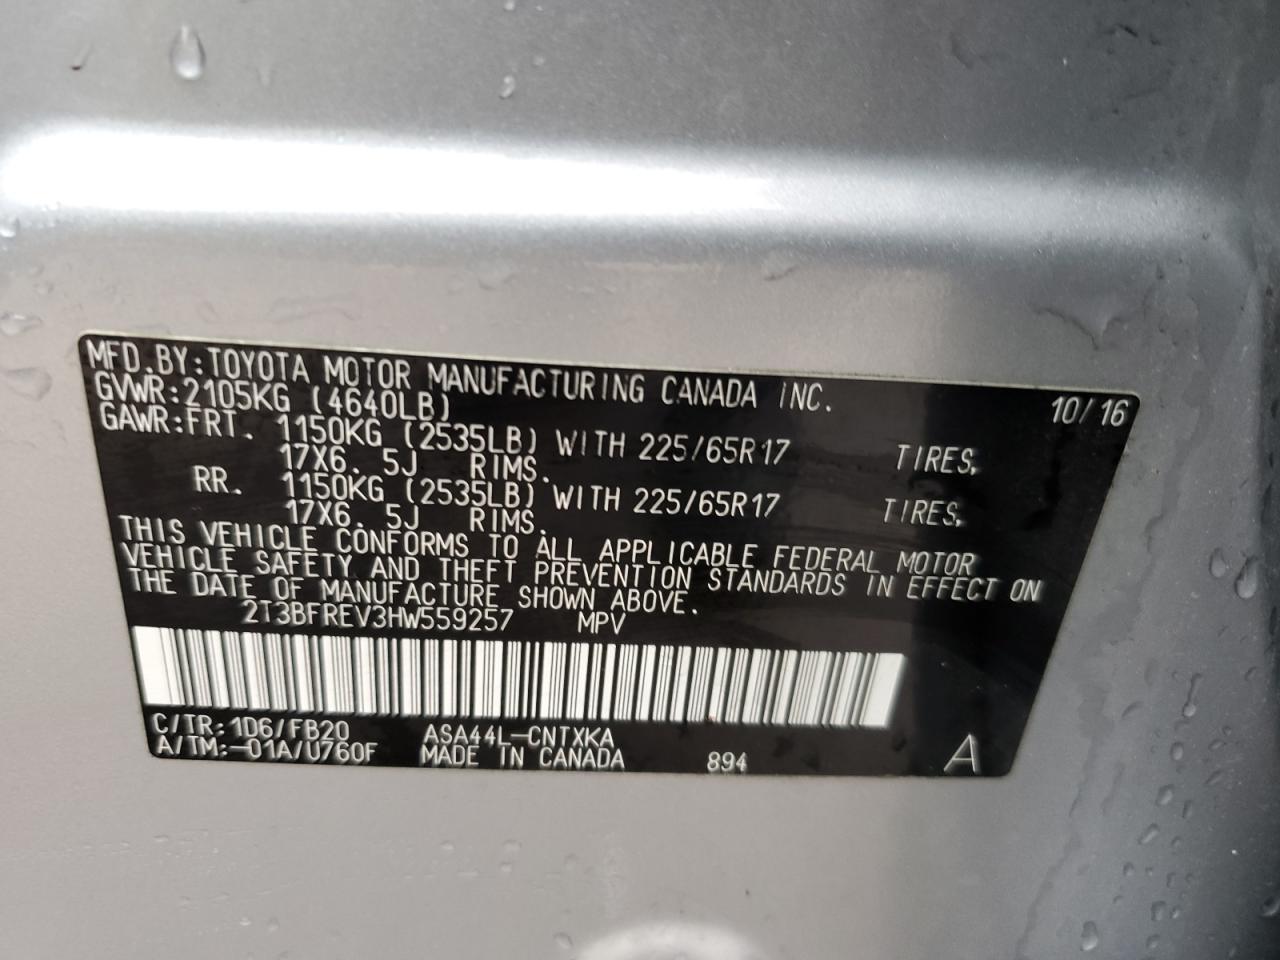 MFD.BY:TOYOTA MOTOR MANUFACTURING CANADA INC. 10/16
GVWR:2105KG (4640LB)
GAWR:FRT. 1150KG (2535LB) WITH 225/65R17 TIRES,
17X6. 5J RIMS.
RR. 1150KG (2535LB) WITH 225/65R17 TIRES,
17X6. 5J RIMS.
THIS VEHICLE CONFORMS TO ALL APPLICABLE FEDERAL MOTOR
VEHICLE SAFETY AND THEFT PREVENTION STANDARDS IN EFFECT ON
THE DATE OF MANUFACTURE SHOWN ABOVE.
2T3BFREV3HW559257 MPV
C/TR:1D6/FB20 ASA44L-CNTXKA
A/TM:-01A/U760F MADE IN CANADA 894 A